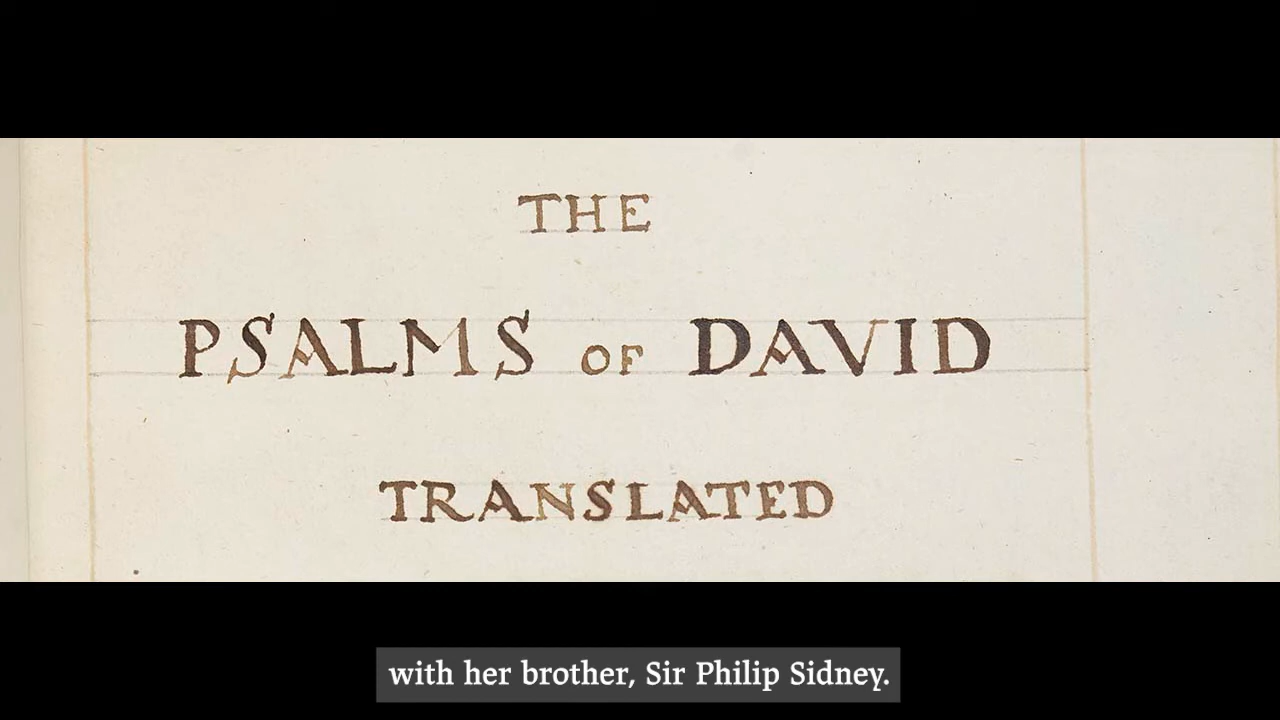 THE
PSALMS OF DAVID
TRANSLATED
with her brother, Sir Philip Sidney.